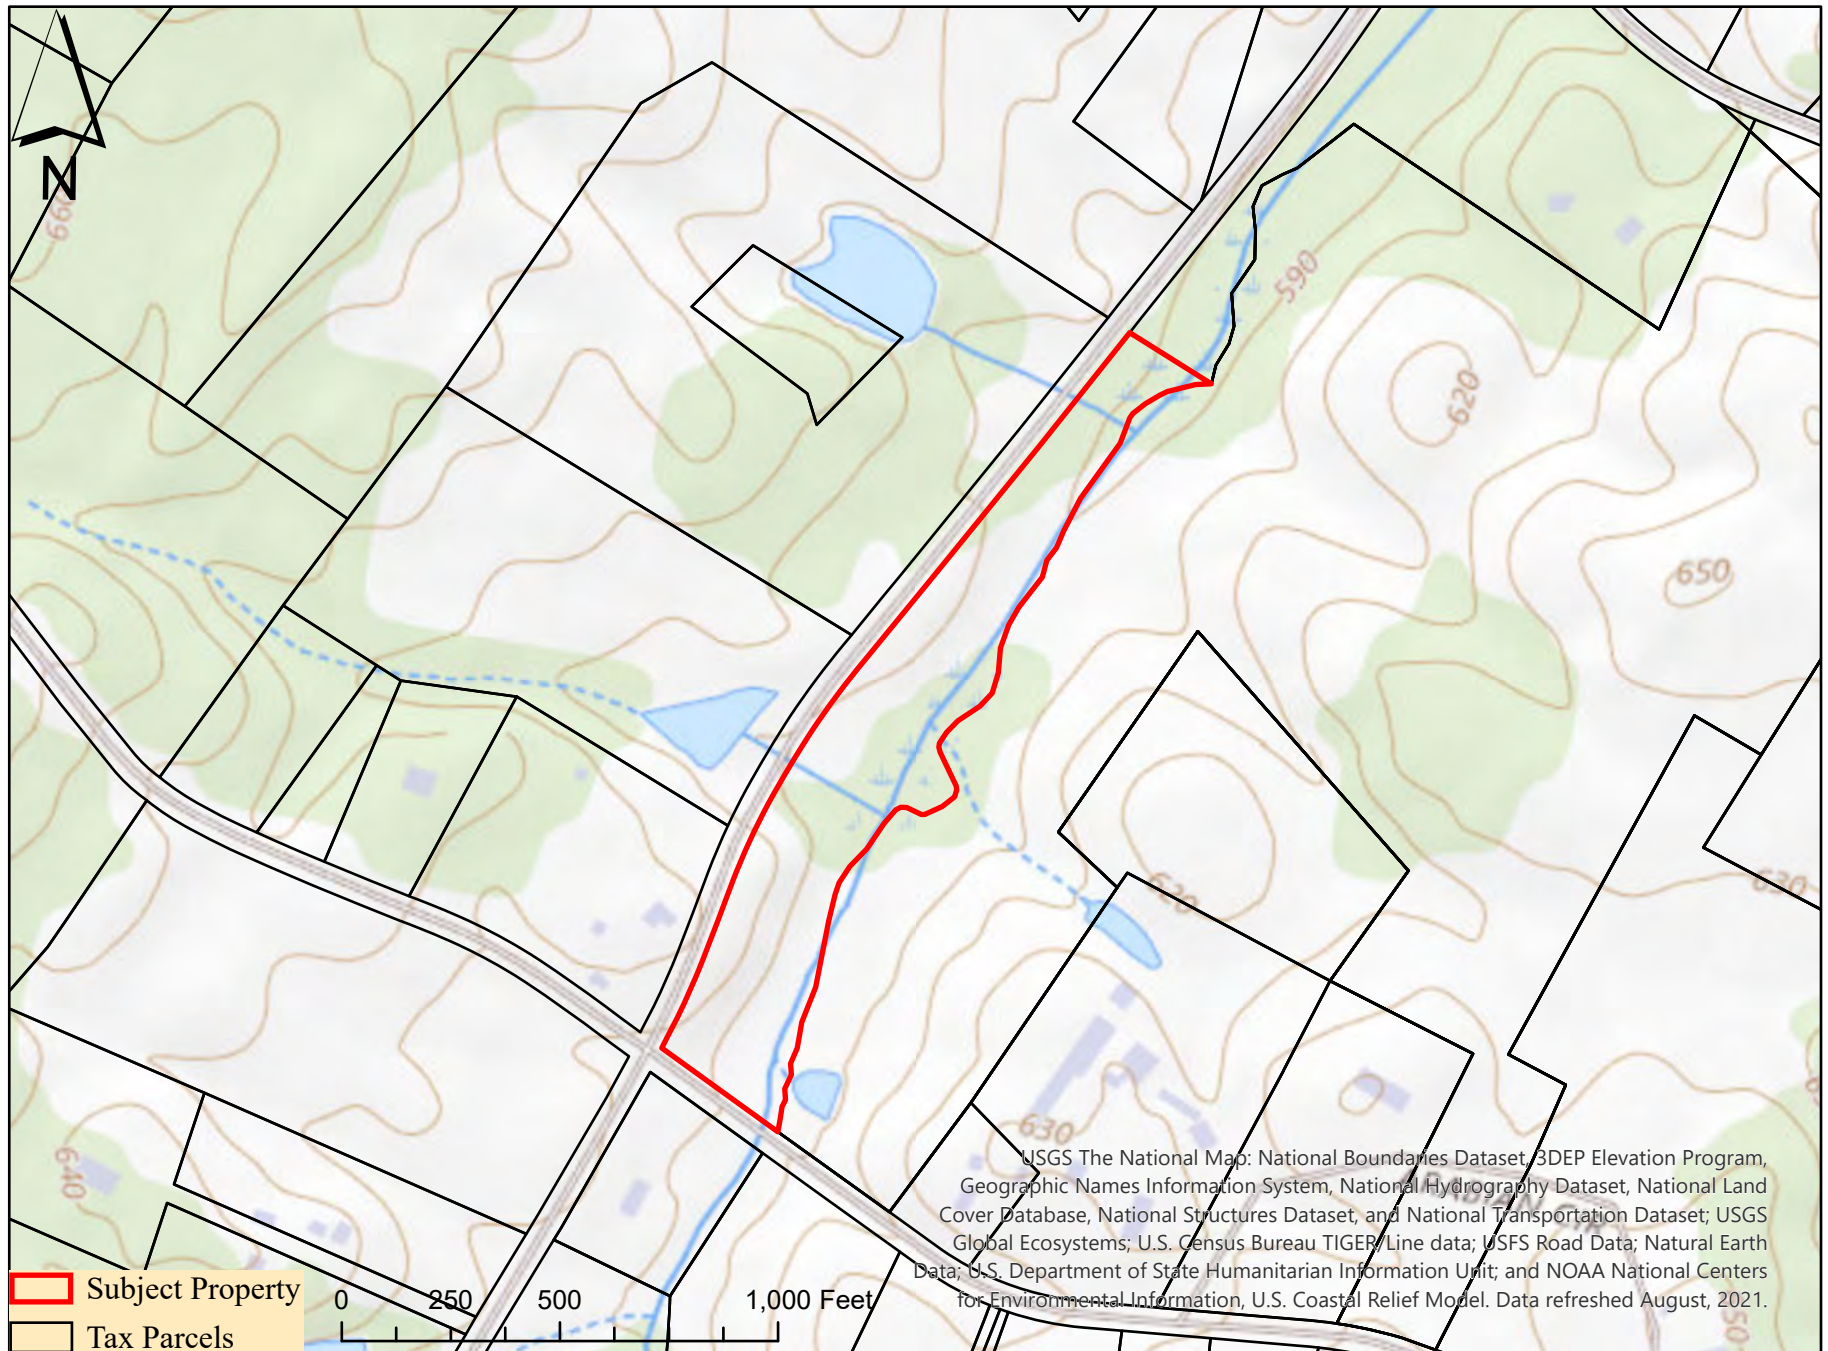 N
660
590
620
650
630
620
630
640
USGS The National Map: National Boundaries Dataset, 3DEP Elevation Program,
Geographic Names Information System, National Hydrography Dataset, National Land
Cover Database, National Structures Dataset, and National Transportation Dataset; USGS
Global Ecosystems; U.S. Census Bureau TIGER/Line data; USFS Road Data; Natural Earth
Data; U.S. Department of State Humanitarian Information Unit; and NOAA National Centers
for Environmental Information, U.S. Coastal Relief Model. Data refreshed August, 2021.
ARABIAN CIR
Subject Property
Tax Parcels
0 250 500 1,000 Feet